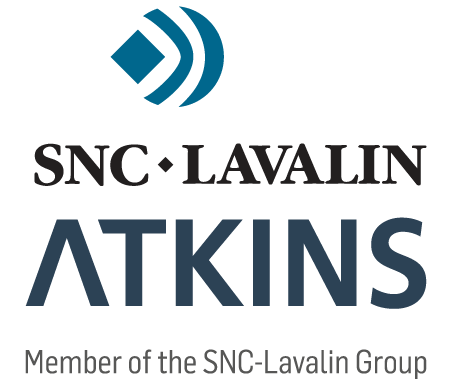 SNC◆LAVALIN
ATKINS
Member of the SNC-Lavalin Group